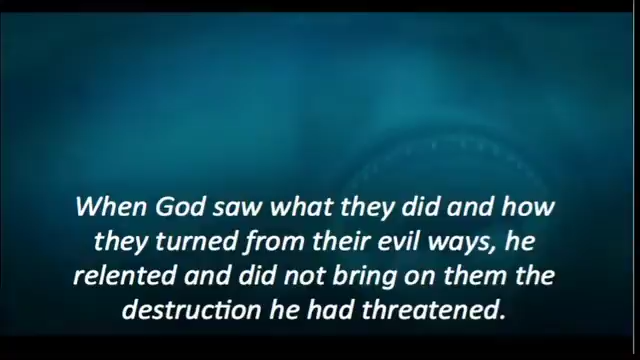 When God saw what they did and how
they turned from their evil ways, he
relented and did not bring on them the
destruction he had threatened.